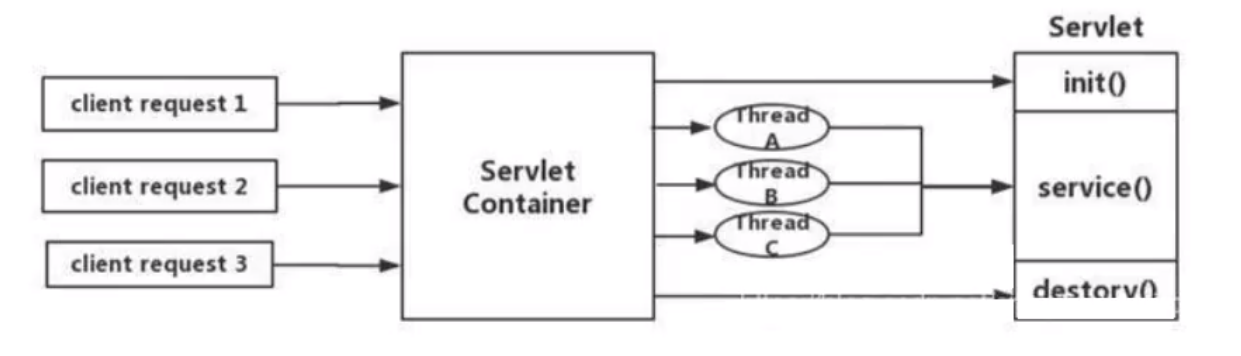 Servlet
client request 1
client request 2
client request 3
Servlet
Container
Thread
A
Thread
B
Thread
C
init()
service()
destory()